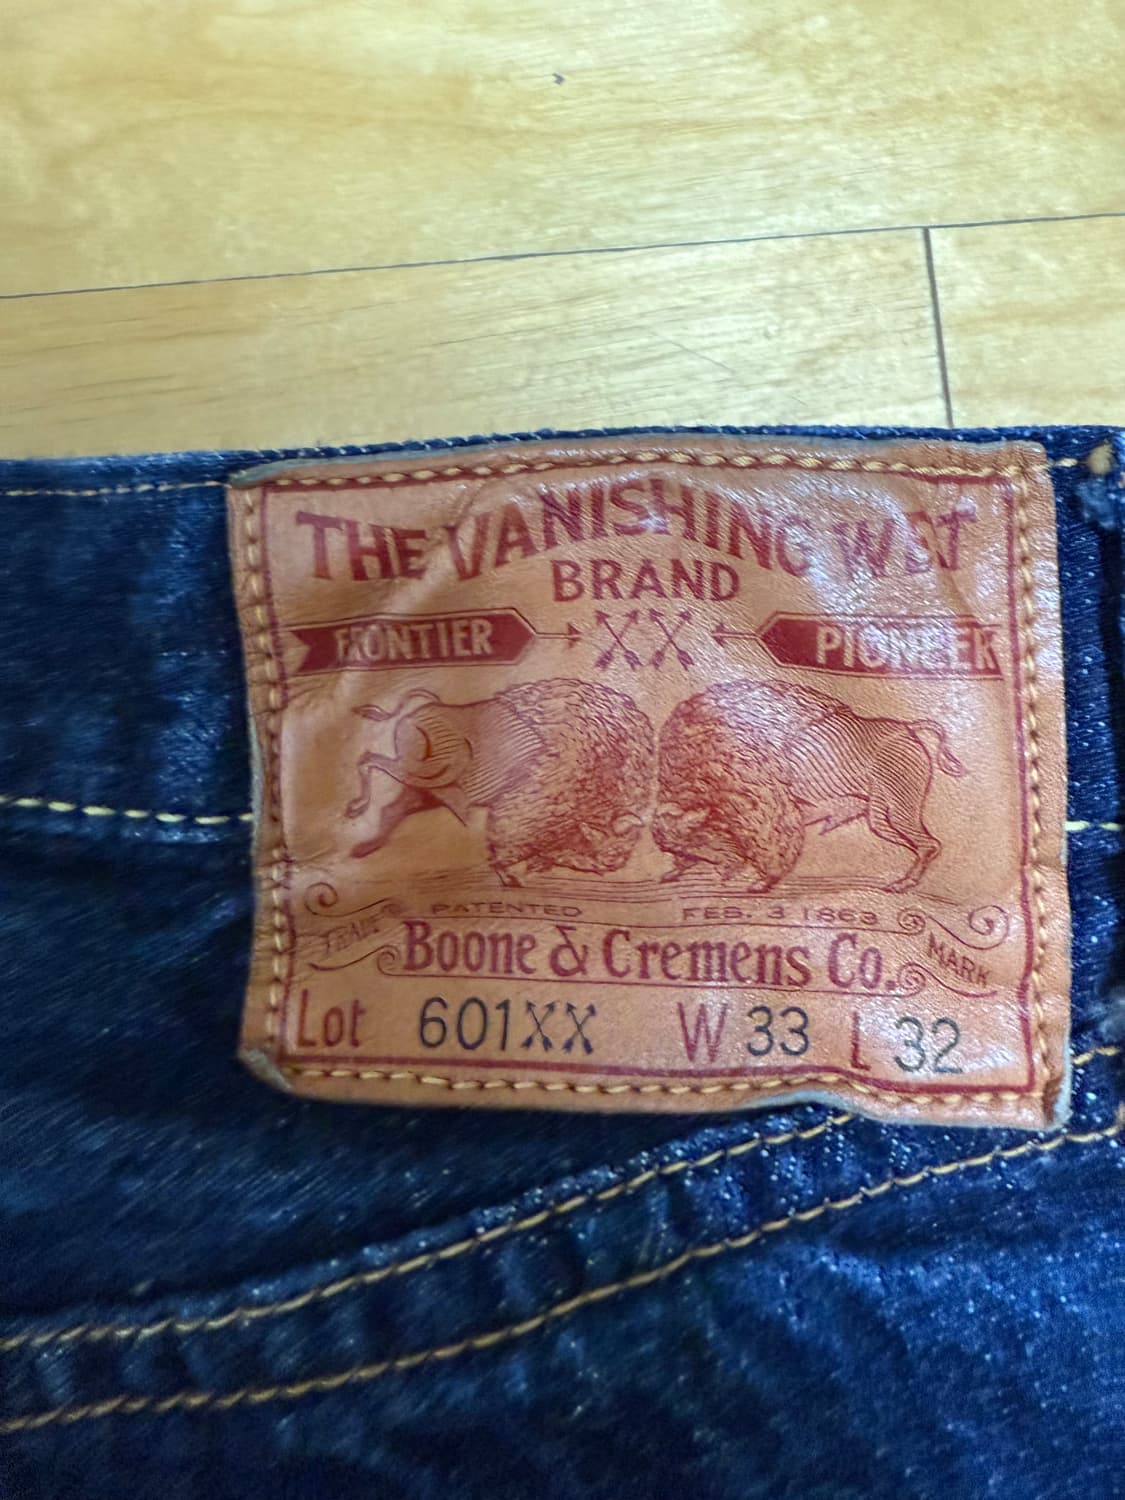 THE VANISHING WEST
BRAND
FRONTIER XX PIONEER
PATENTED FEB. 3 1863
TRADE Boone & Cremens Co. MARK
Lot 601XX W 33 L 32